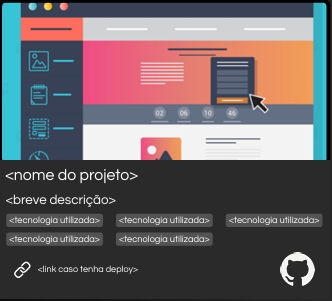 02 06 10 46
<nome do projeto>
<breve descrição>
<tecnologia utilizada> <tecnologia utilizada> <tecnologia utilizada>
<tecnologia utilizada> <tecnologia utilizada>
<link caso tenha deploy>